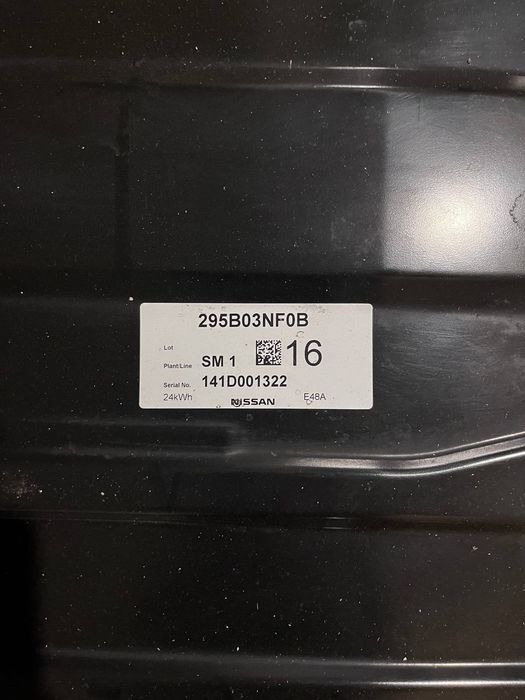 295B03NF0B
Lot
Plant/Line SM 1 16
Serial No. 141D001322
24kWh NISSAN E48A